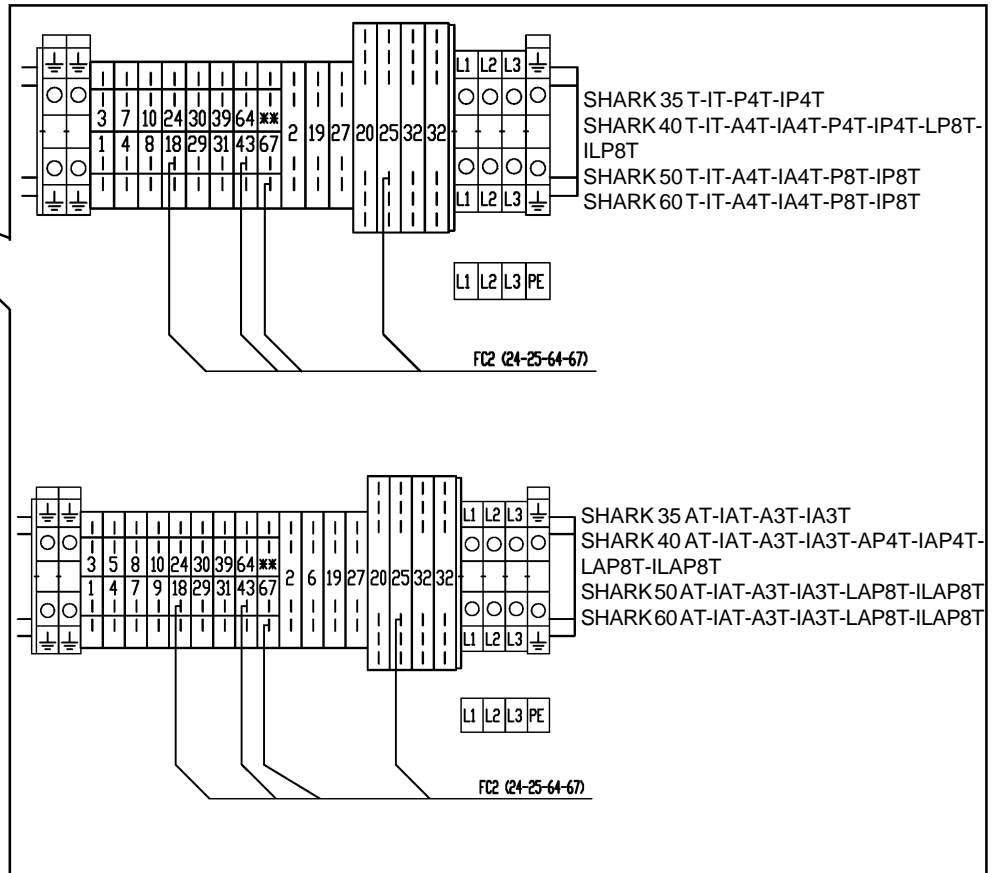 L1 L2 L3
3 7 10 24 30 39 64 **
1 4 8 18 29 31 43 67
2 19 27 20 25 32 32
L1 L2 L3
SHARK 35 T-IT-P4T-IP4T
SHARK 40 T-IT-A4T-IA4T-P4T-IP4T-LP8T-
ILP8T
SHARK 50 T-IT-A4T-IA4T-P8T-IP8T
SHARK 60 T-IT-A4T-IA4T-P8T-IP8T
L1 L2 L3 PE
FC2 (24-25-64-67)
L1 L2 L3
3 5 8 10 24 30 39 64 **
1 4 7 9 18 29 31 43 67
2 6 19 27 20 25 32 32
L1 L2 L3
SHARK 35 AT-IAT-A3T-IA3T
SHARK 40 AT-IAT-A3T-IA3T-AP4T-IAP4T-
LAP8T-ILAP8T
SHARK 50 AT-IAT-A3T-IA3T-LAP8T-ILAP8T
SHARK 60 AT-IAT-A3T-IA3T-LAP8T-ILAP8T
L1 L2 L3 PE
FC2 (24-25-64-67)